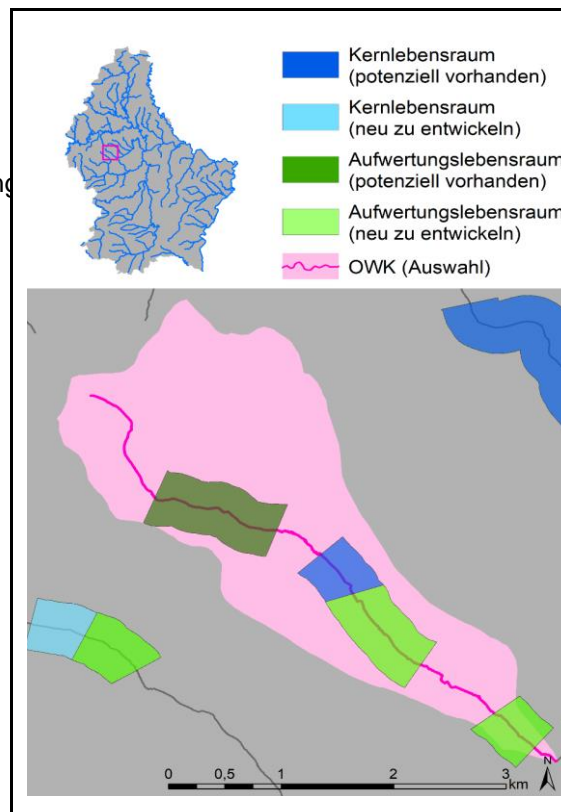 Kernlebensraum
(potenziell vorhanden)
Kernlebensraum
(neu zu entwickeln)
Aufwertungslebensraum
(potenziell vorhanden)
Aufwertungslebensraum
(neu zu entwickeln)
OWK (Auswahl)
N
0 0,5 1 2 3
km